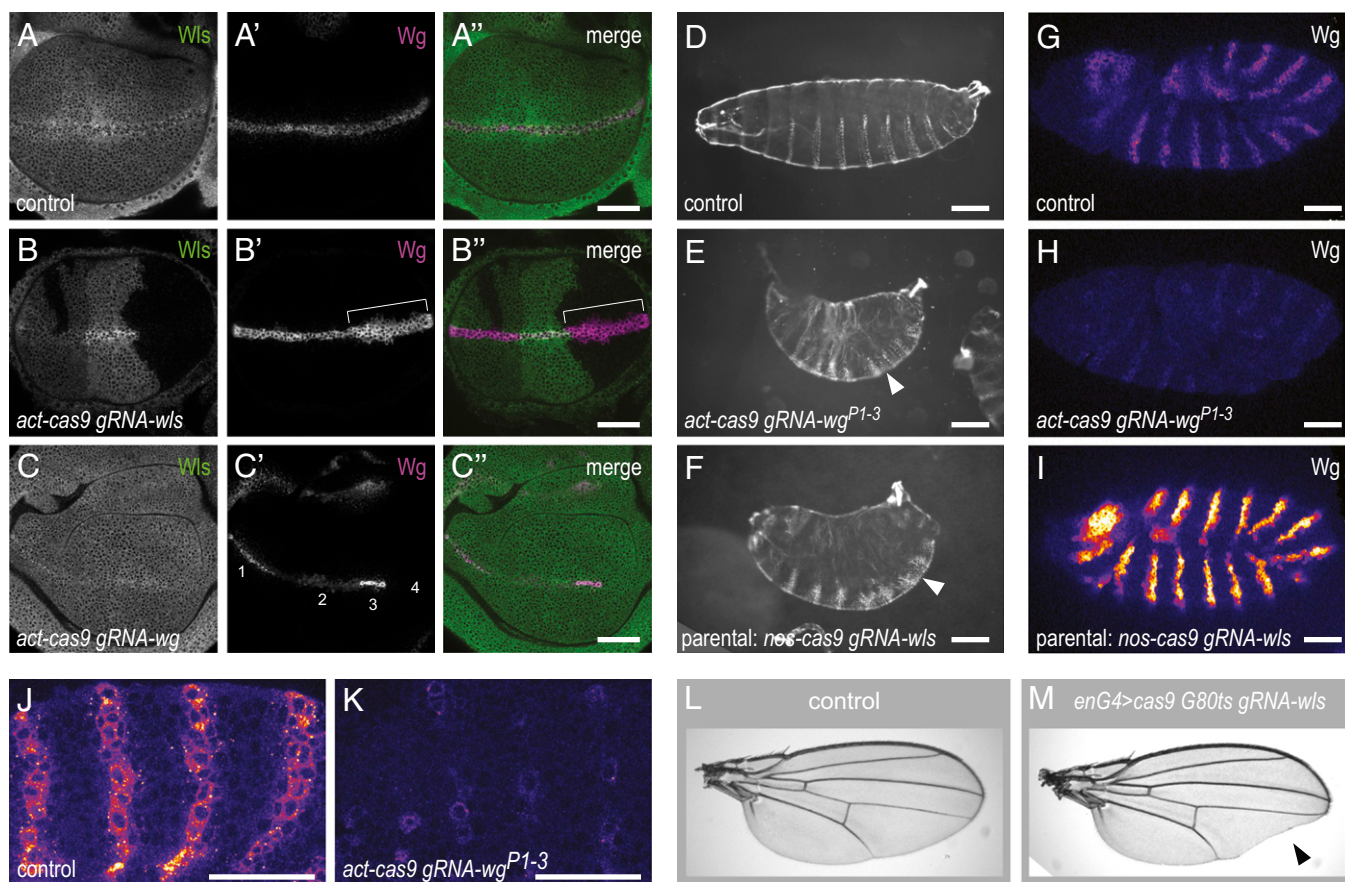 A Wls
control
A' Wg
A'' merge
B Wls
act-cas9 gRNA-wls
B' Wg
B'' merge
C Wls
act-cas9 gRNA-wg
C' Wg
1 2 3 4
C'' merge
D
control
E
act-cas9 gRNA-wgP1-3
F
parental: nos-cas9 gRNA-wls
G Wg
control
H Wg
act-cas9 gRNA-wgP1-3
I Wg
parental: nos-cas9 gRNA-wls
J
control
K
act-cas9 gRNA-wgP1-3
L control
M enG4>cas9 G80ts gRNA-wls